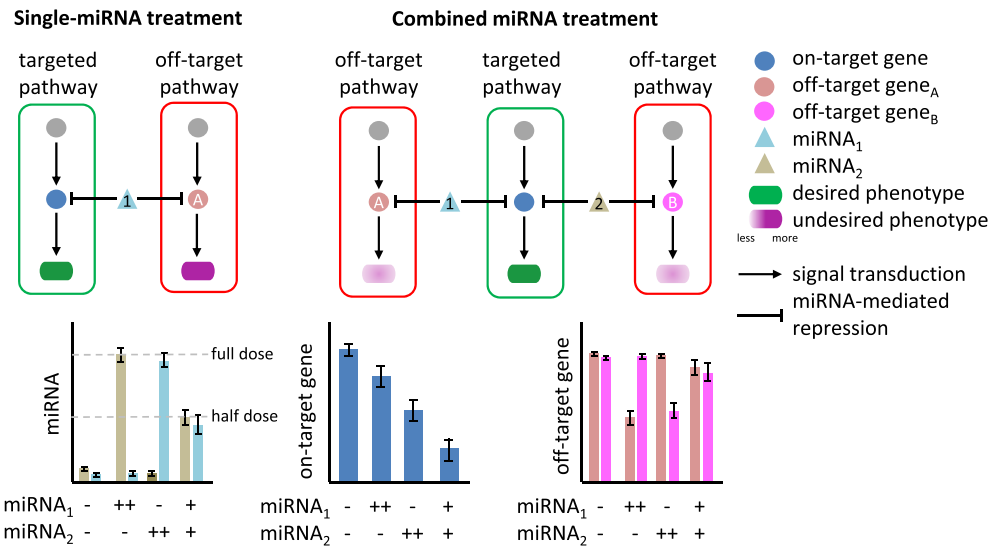 Single-miRNA treatment
Combined miRNA treatment
targeted pathway
off-target pathway
off-target pathway
targeted pathway
off-target pathway
1
A
A
1
2
B
on-target gene
off-target geneA
off-target geneB
miRNA1
miRNA2
desired phenotype
undesired phenotype
less more
signal transduction
miRNA-mediated
repression
miRNA
full dose
half dose
miRNA1 - ++ - +
miRNA2 - - ++ +
on-target gene
miRNA1 - ++ - +
miRNA2 - - ++ +
off-target gene
miRNA1 - ++ - +
miRNA2 - - ++ +